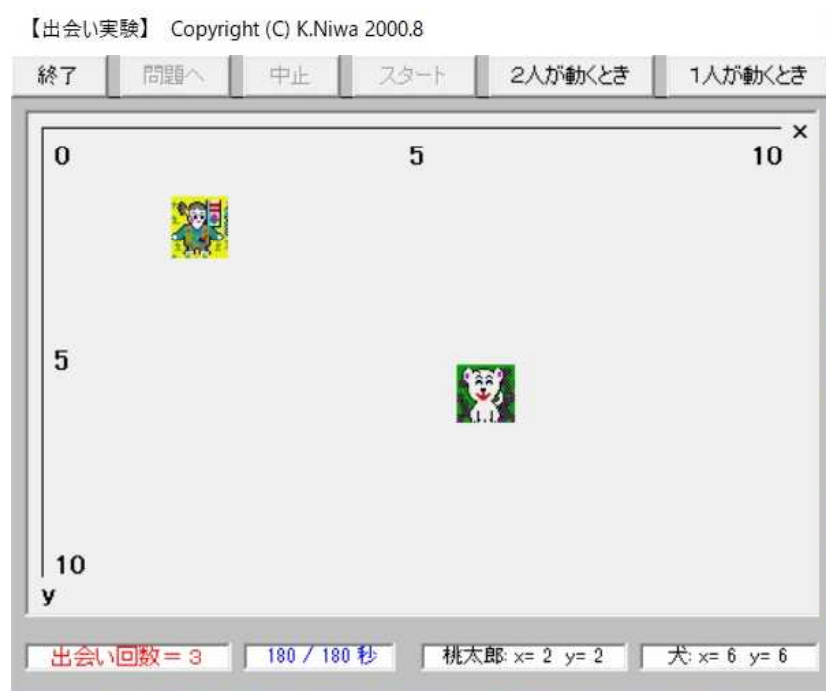 【出会い実験】 Copyright (C) K.Niwa 2000.8
終了 問題へ 中止 スタート 2人が動くとき 1人が動くとき
x
0 5 10
5
10
y
出会い回数＝3 180 / 180 秒 桃太郎: x= 2 y= 2 犬: x= 6 y= 6